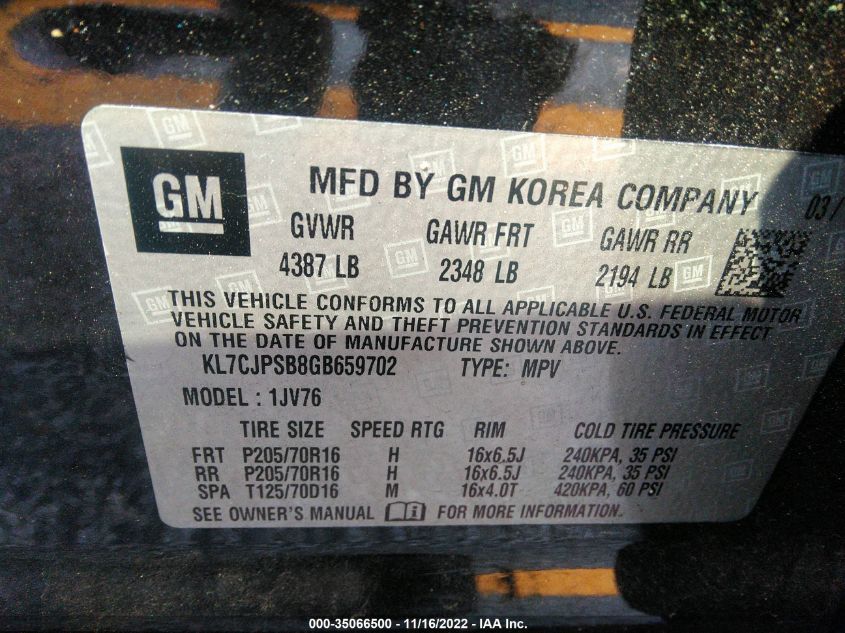 GM
MFD BY GM KOREA COMPANY 03/
GVWR GAWR FRT GAWR RR
4387 LB 2348 LB 2194 LB
THIS VEHICLE CONFORMS TO ALL APPLICABLE U.S. FEDERAL MOTOR
VEHICLE SAFETY AND THEFT PREVENTION STANDARDS IN EFFECT
ON THE DATE OF MANUFACTURE SHOWN ABOVE.
KL7CJPSB8GB659702 TYPE: MPV
MODEL : 1JV76
TIRE SIZE SPEED RTG RIM COLD TIRE PRESSURE
FRT P205/70R16 H 16x6.5J 240KPA, 35 PSI
RR P205/70R16 H 16x6.5J 240KPA, 35 PSI
SPA T125/70D16 M 16x4.0T 420KPA, 60 PSI
SEE OWNER'S MANUAL FOR MORE INFORMATION.
000-35066500 - 11/16/2022 - IAAI.com